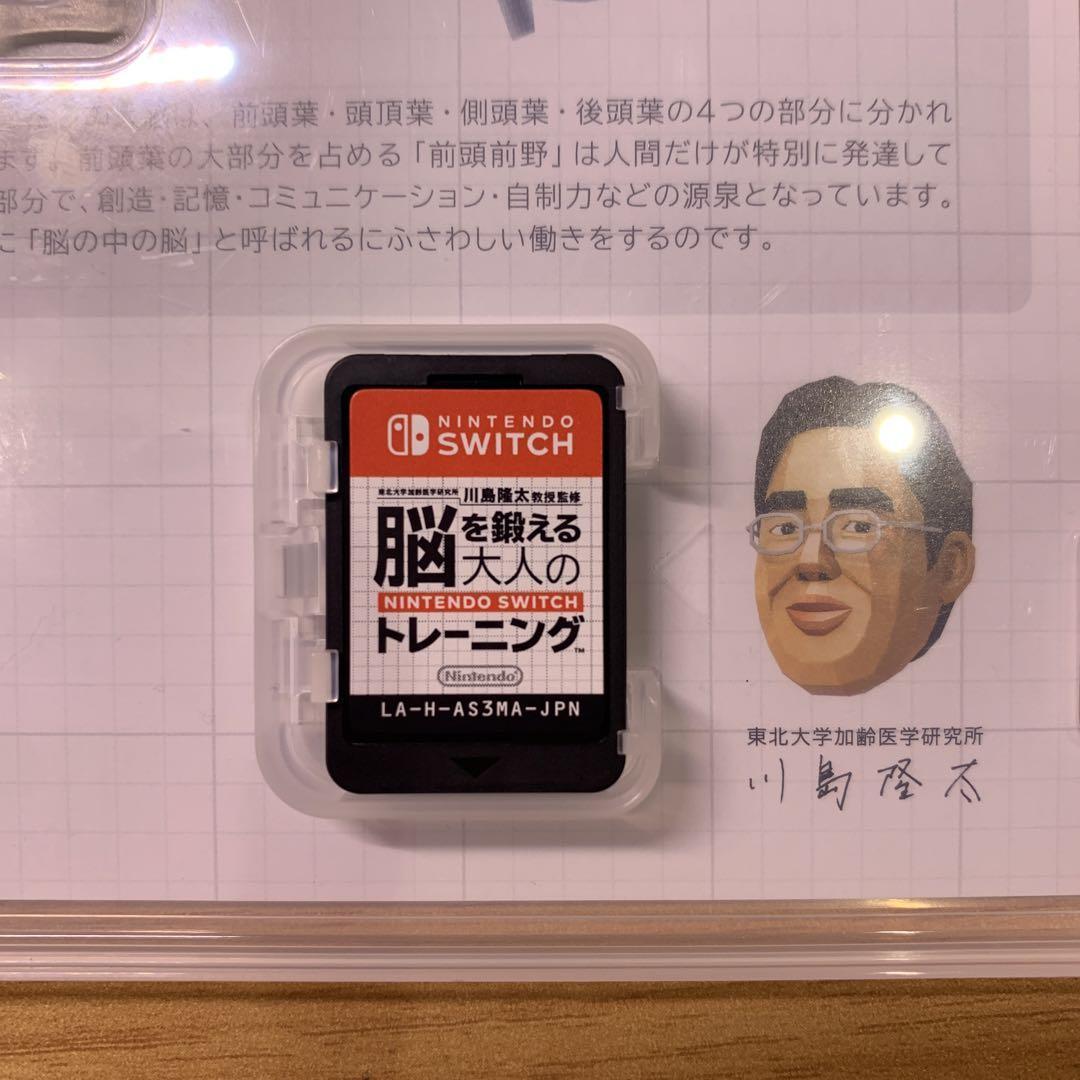 は、前頭葉・頭頂葉・側頭葉・後頭葉の4つの部分に分かれ
ます。前頭葉の大部分を占める「前頭前野」は人間だけが特別に発達して
部分で、創造・記憶・コミュニケーション・自制力などの源泉となっています。
に「脳の中の脳」と呼ばれるにふさわしい働きをするのです。
NINTENDO
SWITCH
東北大学加齢医学研究所 川島隆太教授監修
脳を鍛える
大人の
NINTENDO SWITCH
トレーニング™
Nintendo
LA-H-AS3MA-JPN
東北大学加齢医学研究所
川島隆太